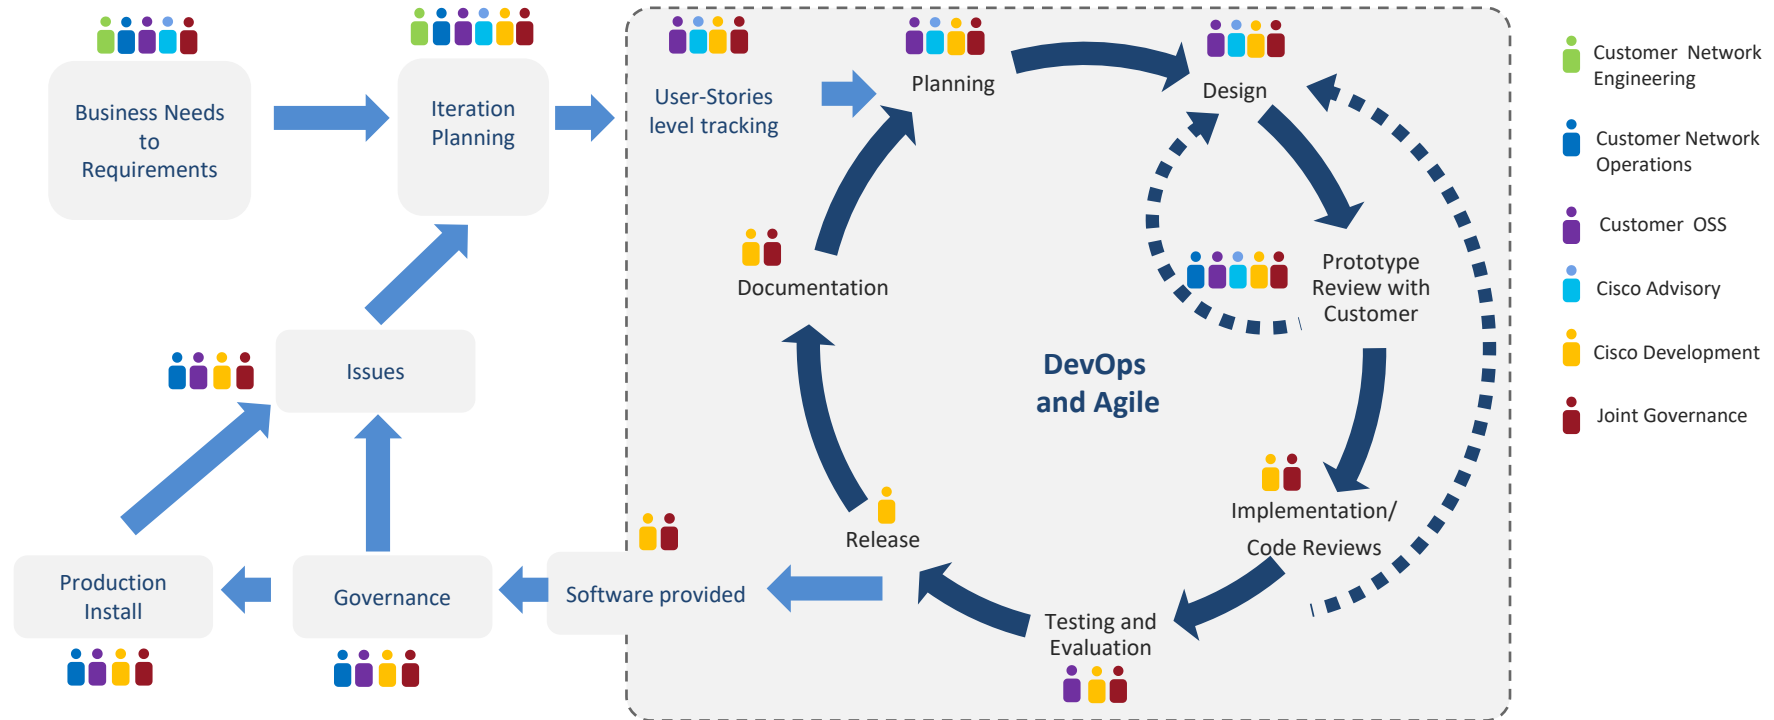 Business Needs
to
Requirements
Iteration
Planning
User-Stories
level tracking
Planning
Design
Prototype
Review with
Customer
Implementation/
Code Reviews
Testing and
Evaluation
Release
Documentation
DevOps
and Agile
Software provided
Governance
Production
Install
Issues
Customer Network
Engineering
Customer Network
Operations
Customer OSS
Cisco Advisory
Cisco Development
Joint Governance